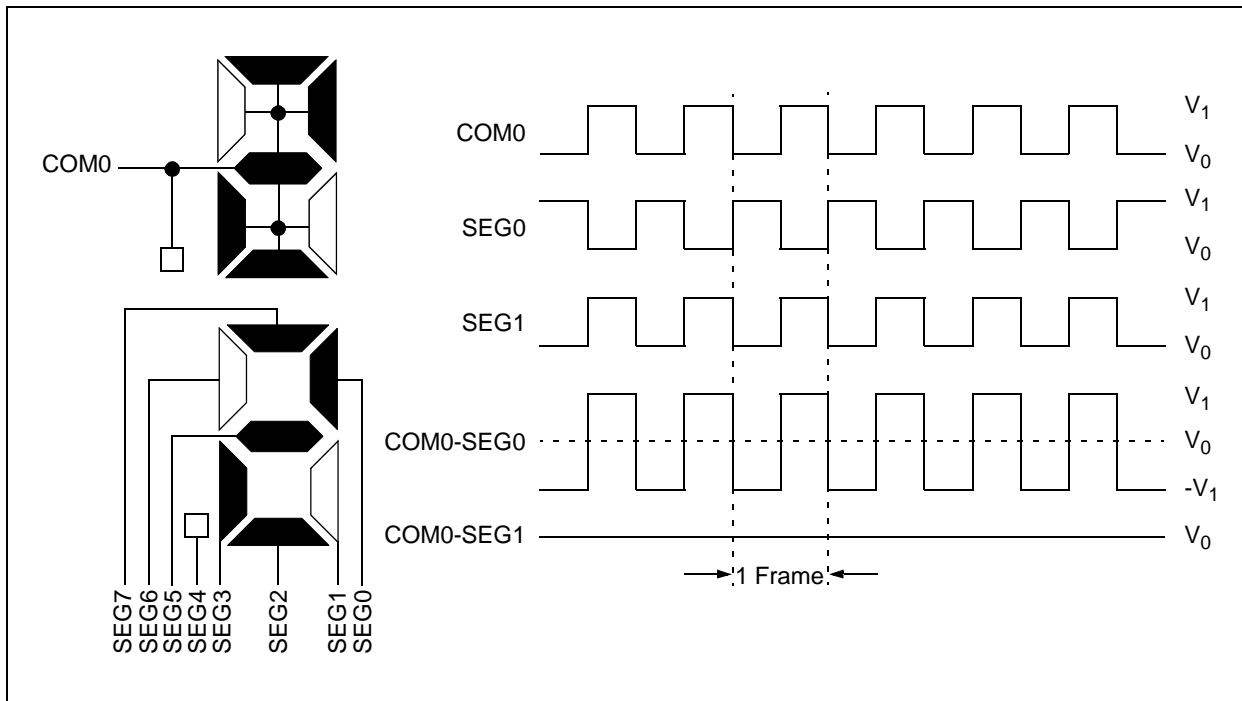 COM0
SEG7
SEG6
SEG5
SEG4
SEG3
SEG2
SEG1
SEG0
COM0
V1
V0
SEG0
V1
V0
SEG1
V1
V0
COM0-SEG0
V1
V0
-V1
COM0-SEG1
V0
1 Frame